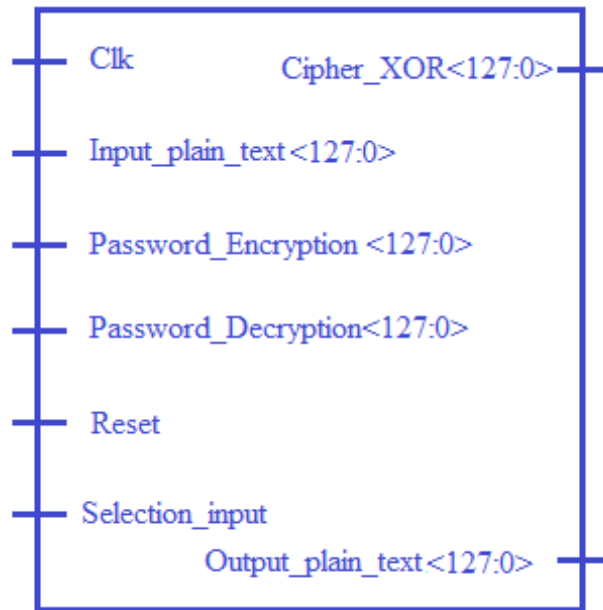 Clk
Cipher_XOR<127:0>
Input_plain_text<127:0>
Password_Encryption <127:0>
Password_Decryption<127:0>
Reset
Selection_input
Output_plain_text<127:0>